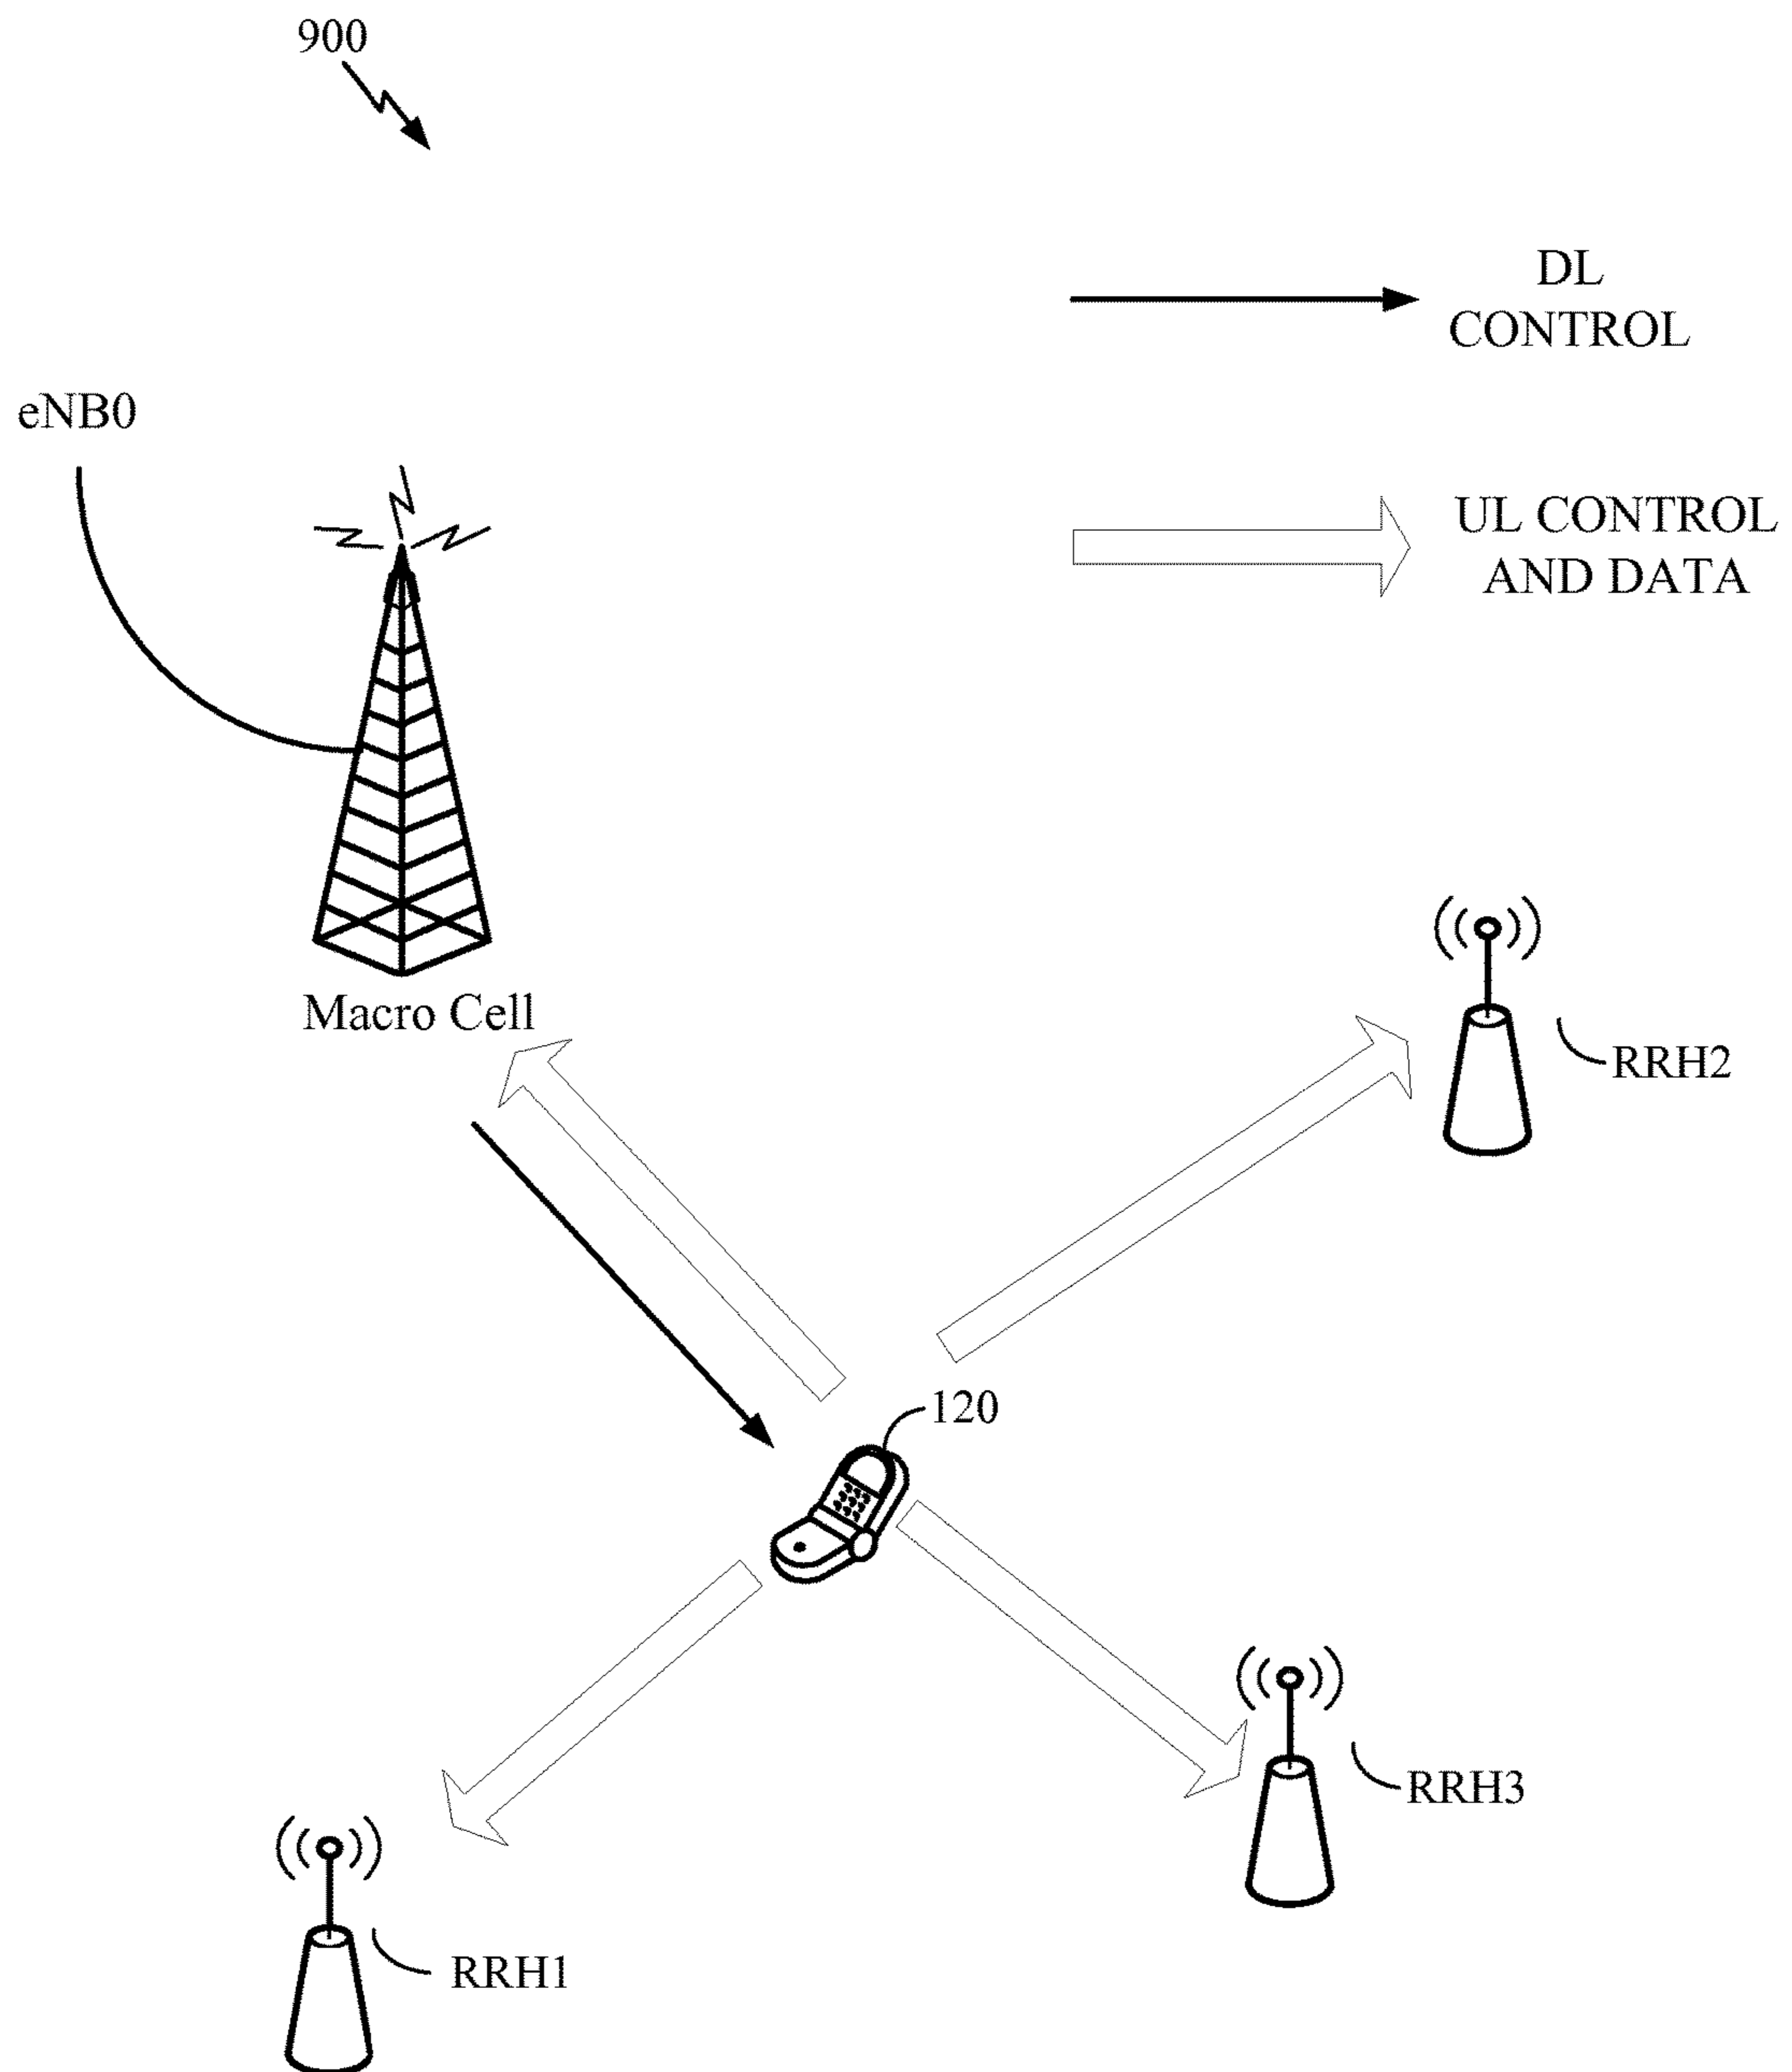 900
DL
CONTROL
eNB0
UL CONTROL
AND DATA
Macro Cell
RRH2
120
RRH3
RRH1